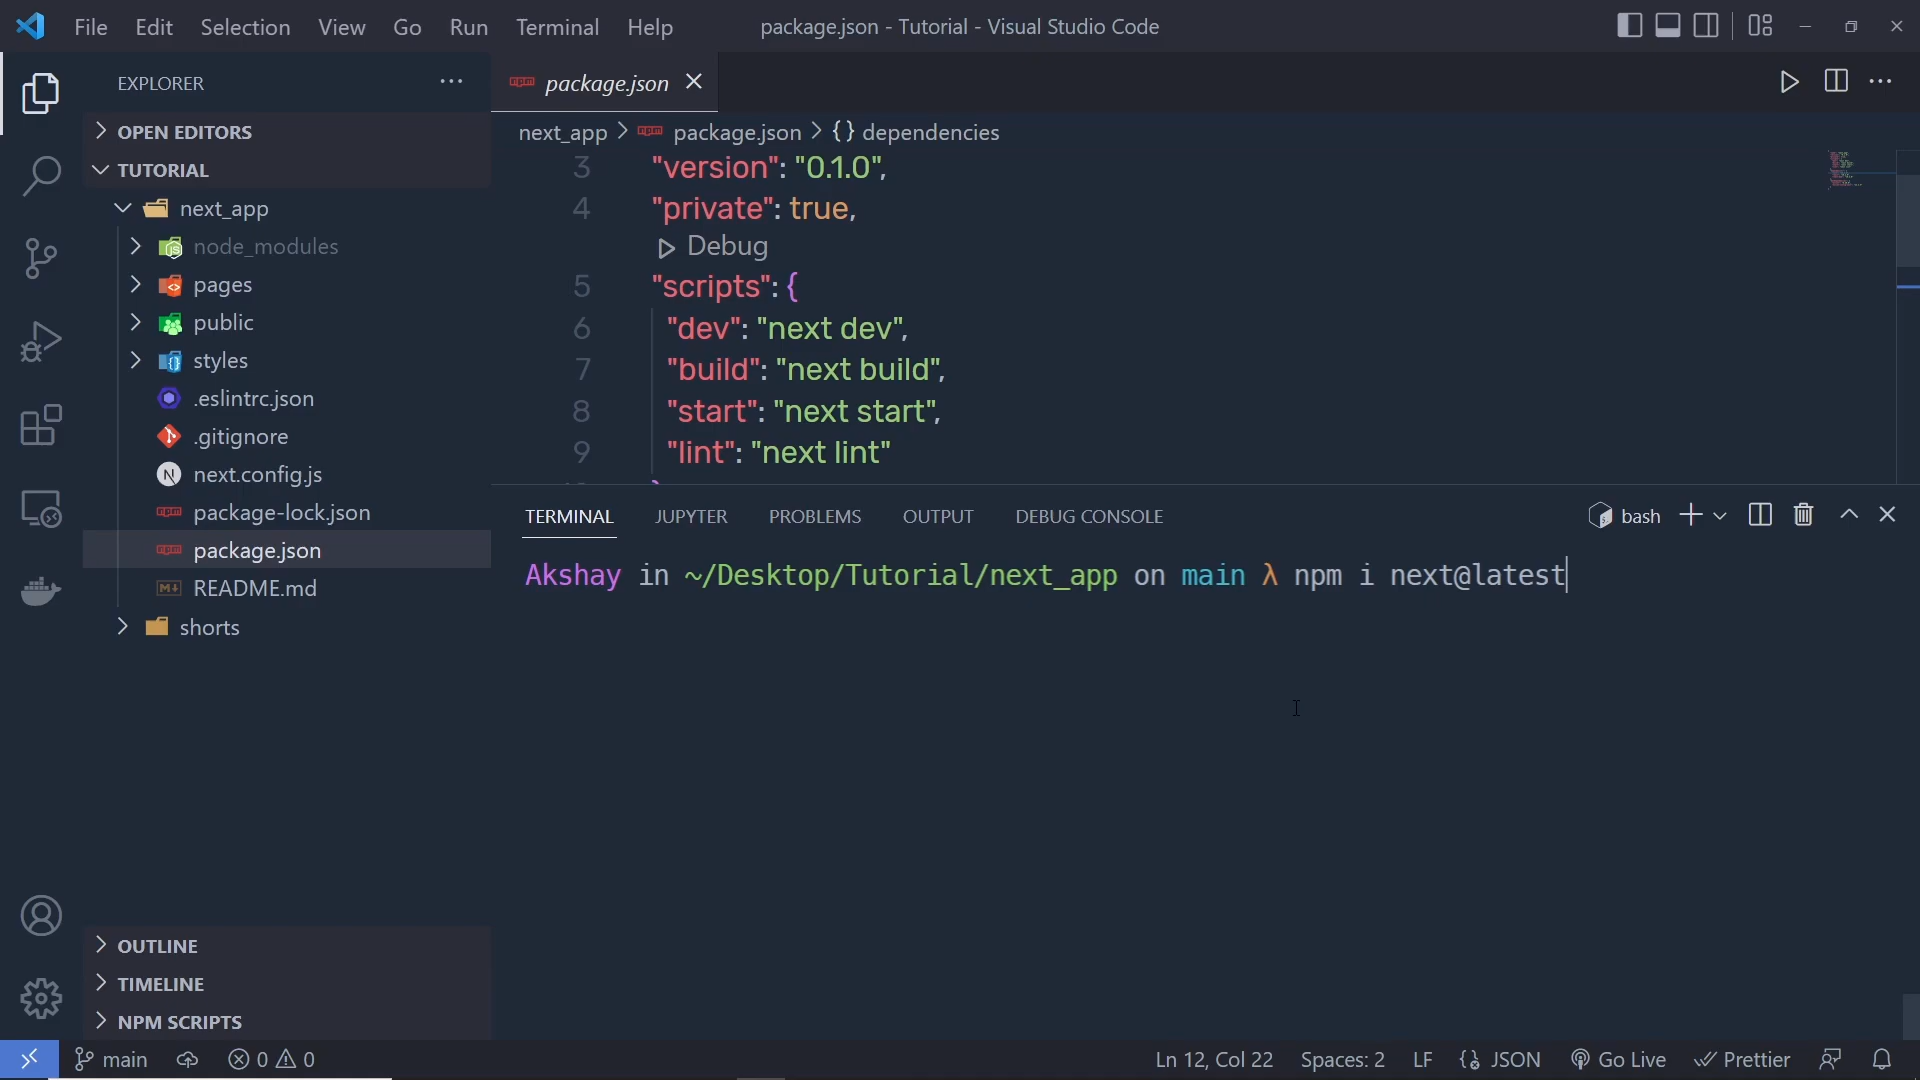 File Edit Selection View Go Run Terminal Help package.json - Tutorial - Visual Studio Code
EXPLORER
OPEN EDITORS
TUTORIAL
next_app
node_modules
pages
public
styles
.eslintrc.json
.gitignore
next.config.js
package-lock.json
package.json
README.md
shorts
OUTLINE
TIMELINE
NPM SCRIPTS
package.json
next_app > package.json > {} dependencies
3 "version": "0.1.0",
4 "private": true,
Debug
5 "scripts": {
6 "dev": "next dev",
7 "build": "next build",
8 "start": "next start",
9 "lint": "next lint"
TERMINAL JUPYTER PROBLEMS OUTPUT DEBUG CONSOLE bash
Akshay in ~/Desktop/Tutorial/next_app on main λ npm i next@latest
main 0 0 Ln 12, Col 22 Spaces: 2 LF JSON Go Live Prettier